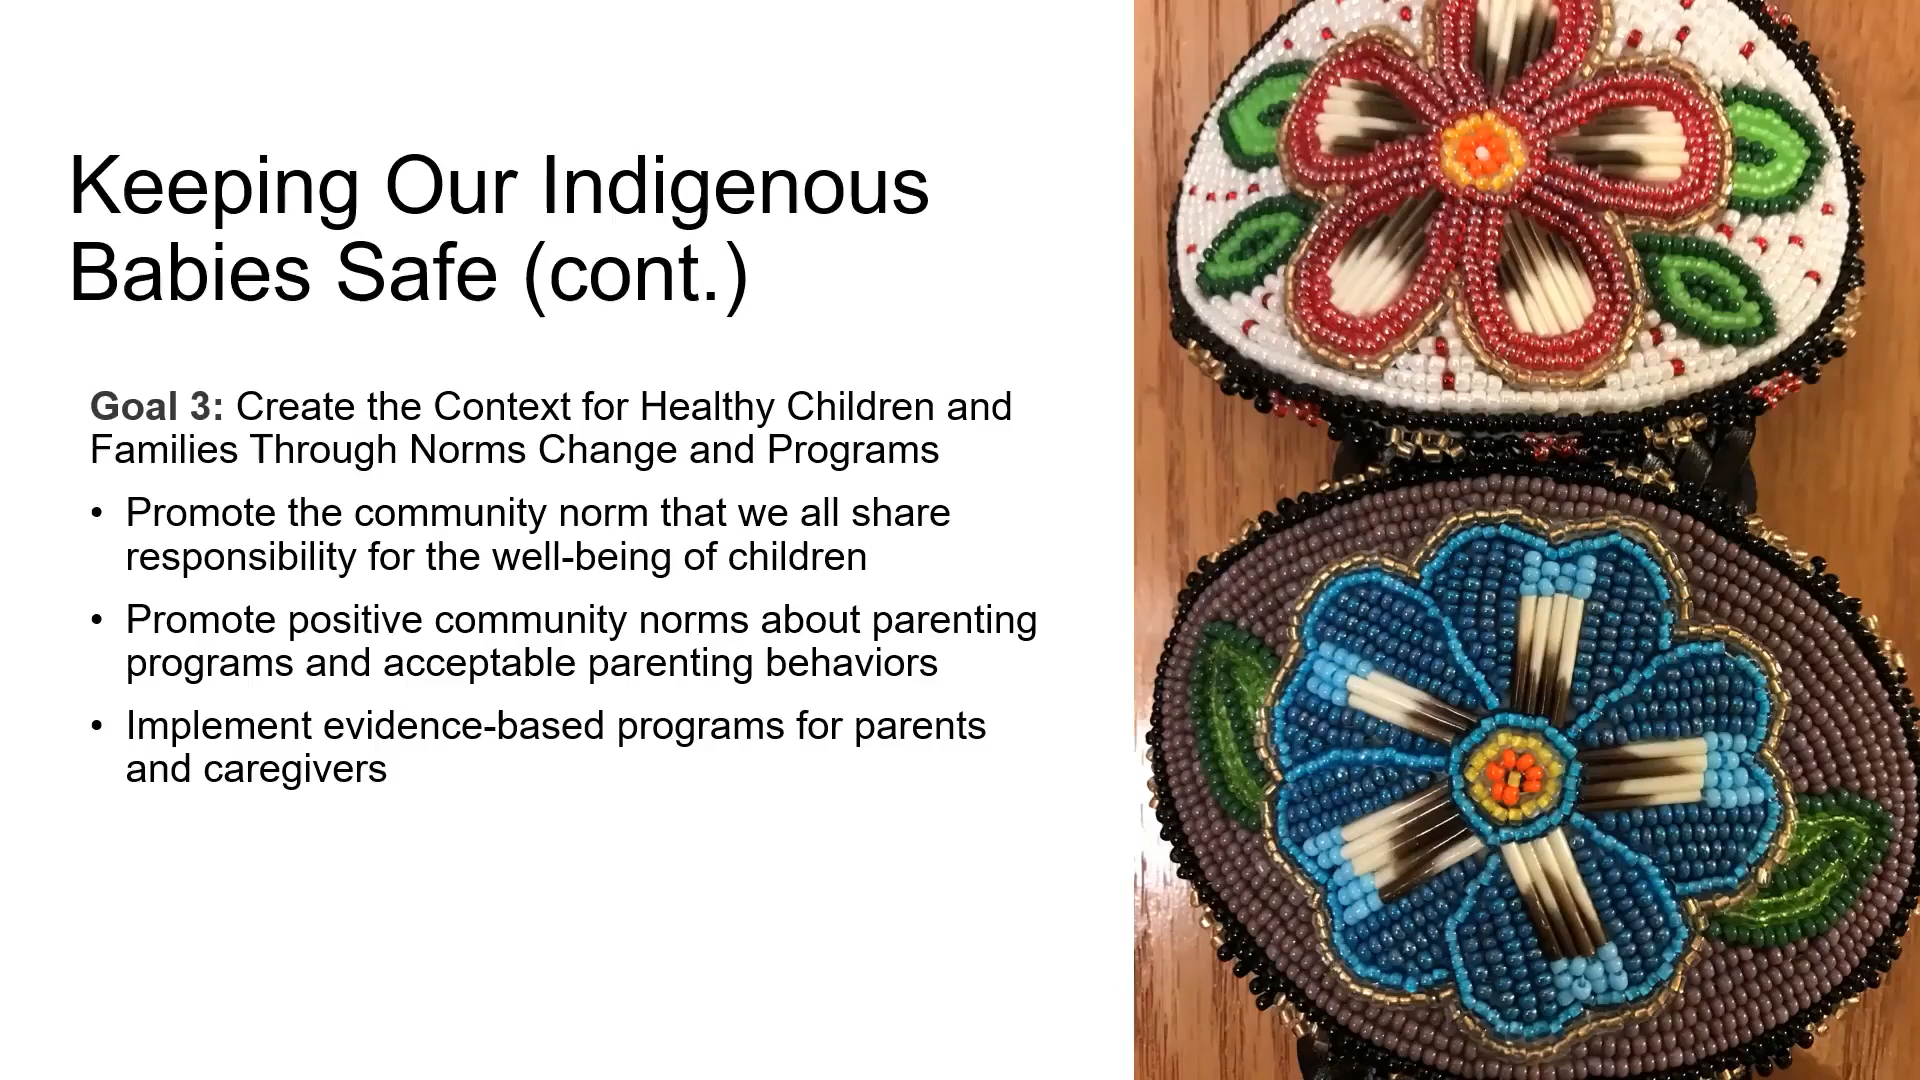 Keeping Our Indigenous
Babies Safe (cont.)
Goal 3: Create the Context for Healthy Children and
Families Through Norms Change and Programs
• Promote the community norm that we all share
responsibility for the well-being of children
• Promote positive community norms about parenting
programs and acceptable parenting behaviors
• Implement evidence-based programs for parents
and caregivers